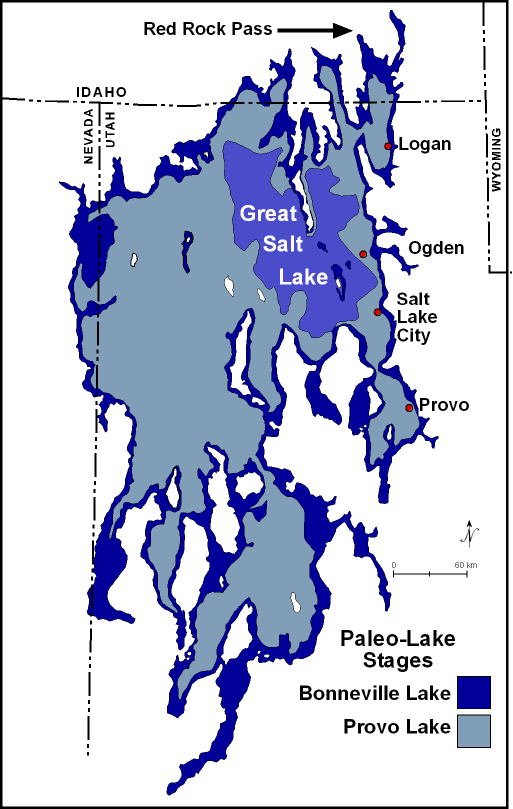 Red Rock Pass
IDAHO
NEVADA
UTAH
WYOMING
Logan
Great
Salt
Lake
Ogden
Salt
Lake
City
Provo
N
0 60 km
Paleo-Lake
Stages
Bonneville Lake
Provo Lake